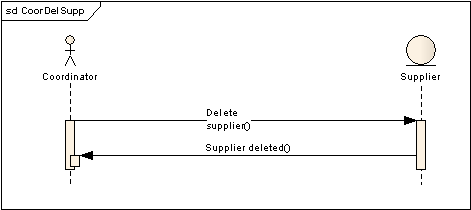 sd CoorDelSupp
Coordinator
Supplier
Delete
supplier()
Supplier deleted()